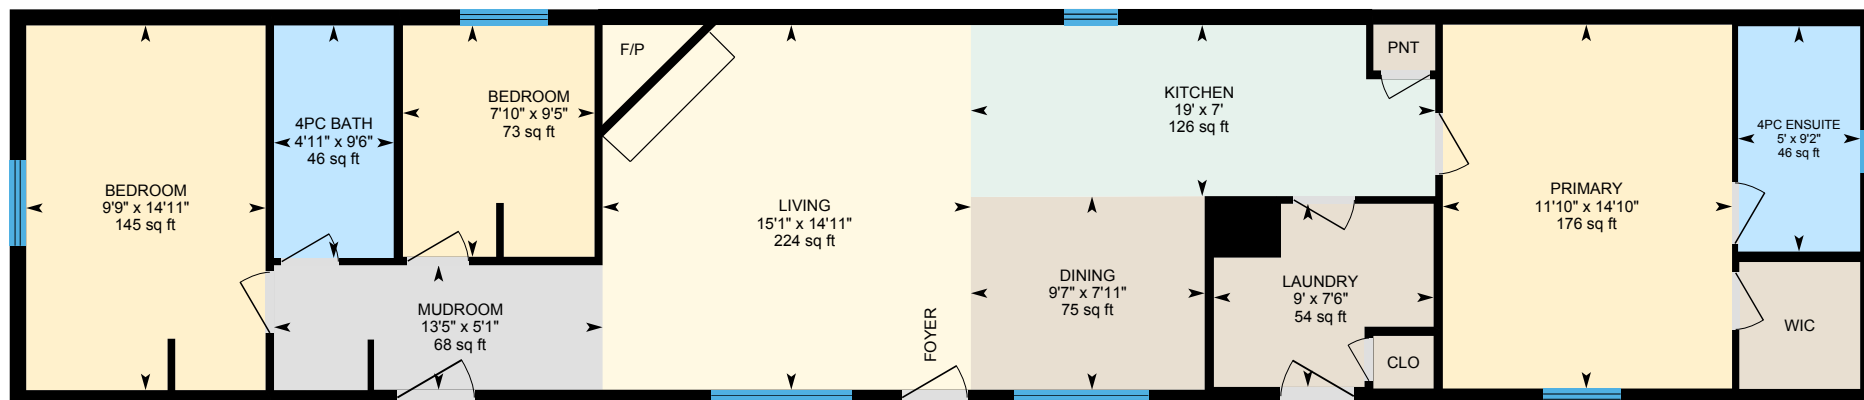 BEDROOM
9'9" x 14'11"
145 sq ft
4PC BATH
4'11" x 9'6"
46 sq ft
BEDROOM
7'10" x 9'5"
73 sq ft
F/P
MUDROOM
13'5" x 5'1"
68 sq ft
LIVING
15'1" x 14'11"
224 sq ft
FOYER
KITCHEN
19' x 7'
126 sq ft
PNT
DINING
9'7" x 7'11"
75 sq ft
LAUNDRY
9' x 7'6"
54 sq ft
CLO
PRIMARY
11'10" x 14'10"
176 sq ft
4PC ENSUITE
5' x 9'2"
46 sq ft
WIC